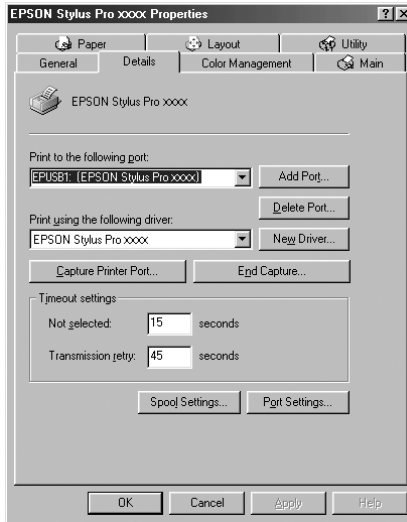 EPSON Stylus Pro xxxx Properties
Paper Layout Utility
General Details Color Management Main
EPSON Stylus Pro xxxx
Print to the following port:
EPUSB1: (EPSON Stylus Pro xxxx) Add Port...
Delete Port...
Print using the following driver:
EPSON Stylus Pro xxxx New Driver...
Capture Printer Port... End Capture...
Timeout settings
Not selected: 15 seconds
Transmission retry: 45 seconds
Spool Settings... Port Settings...
OK Cancel Apply Help